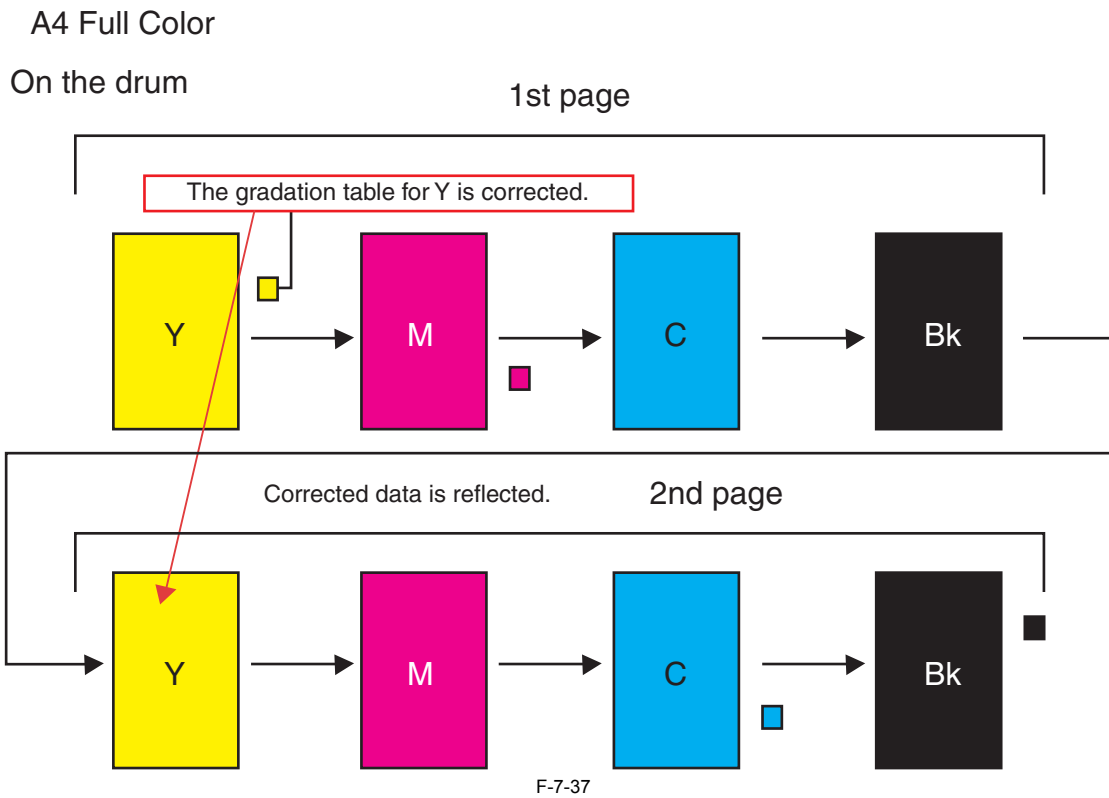 A4 Full Color
On the drum
1st page
The gradation table for Y is corrected.
Y
M
C
Bk
Corrected data is reflected.
2nd page
Y
M
C
Bk
F-7-37